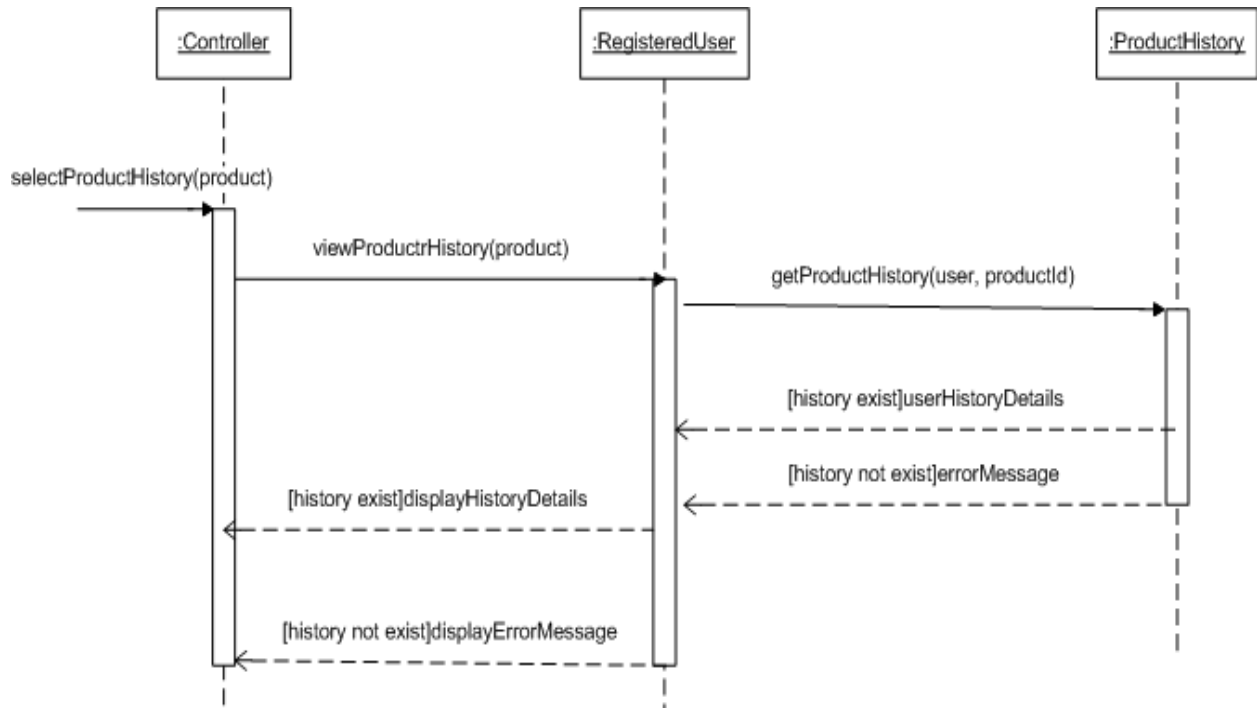 :Controller
:RegisteredUser
:ProductHistory
selectProductHistory(product)
viewProductrHistory(product)
getProductHistory(user, productId)
[history exist]userHistoryDetails
[history not exist]errorMessage
[history exist]displayHistoryDetails
[history not exist]displayErrorMessage